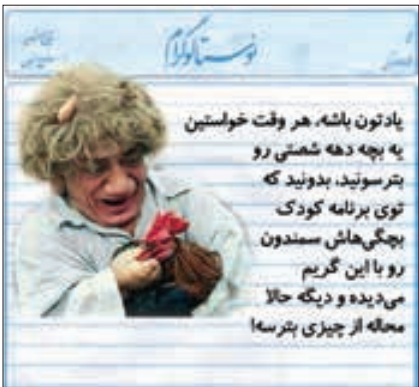 نوستالوگرام
یادتون باشه، هر وقت خواستین
یه بچه دهه شصتی رو
بترسونید، بدونید که
توی برنامه کودک
بچگی‌هاش سمندون
رو با این گریم
می‌دیده و دیگه حالا
محاله از چیزی بترسه!